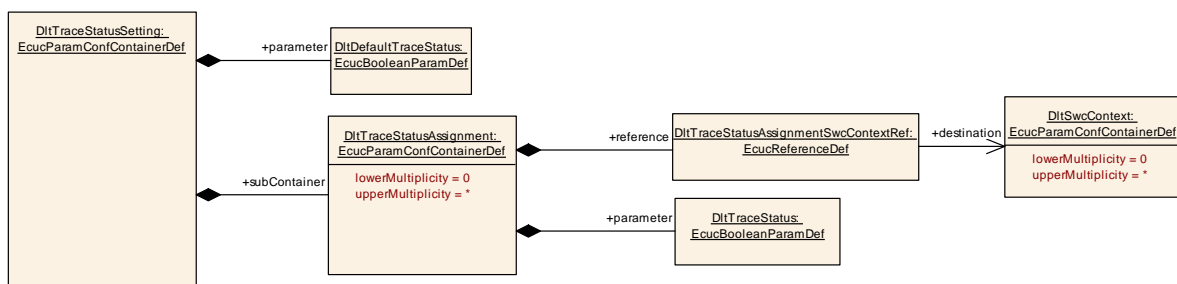 DltTraceStatusSetting:
EcucParamConfContainerDef
+parameter
DltDefaultTraceStatus:
EcucBooleanParamDef
+subContainer
DltTraceStatusAssignment:
EcucParamConfContainerDef
lowerMultiplicity = 0
upperMultiplicity = *
+reference
DltTraceStatusAssignmentSwcContextRef:
EcucReferenceDef
+destination
DltSwcContext:
EcucParamConfContainerDef
lowerMultiplicity = 0
upperMultiplicity = *
+parameter
DltTraceStatus:
EcucBooleanParamDef